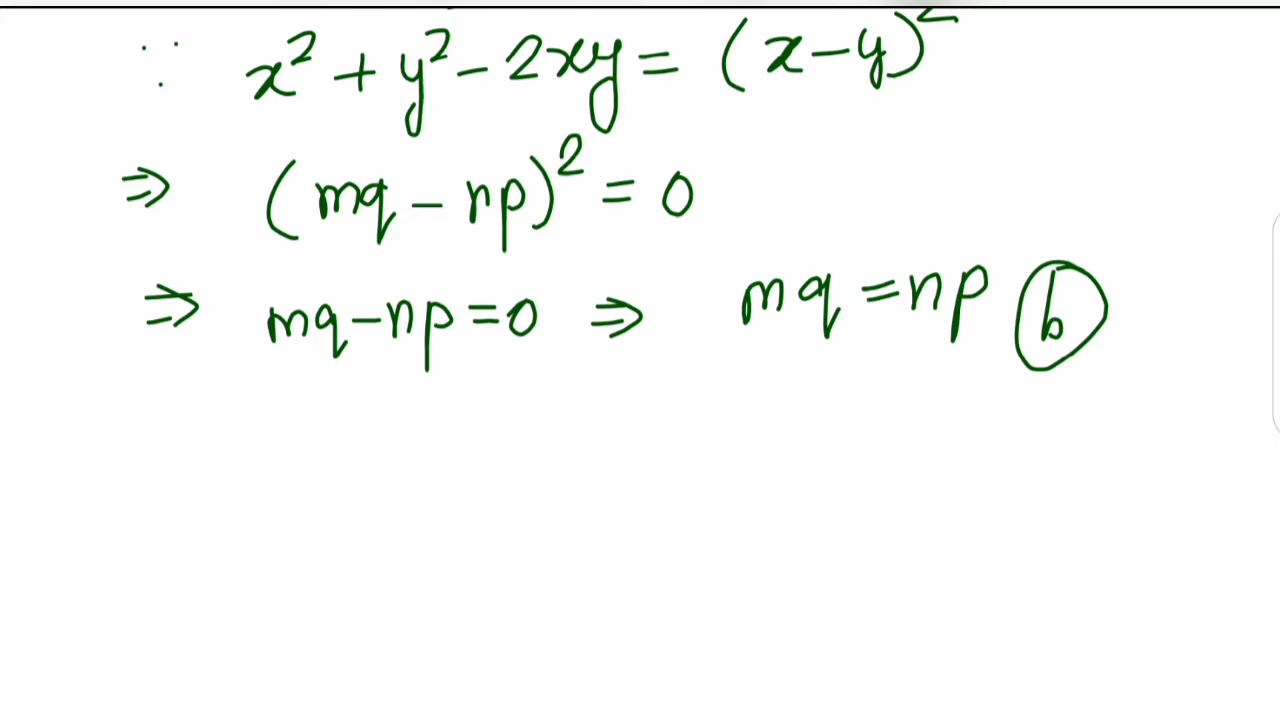 ∵ x² + y² - 2xy = (x - y)²
⇒ (mq - np)² = 0
⇒ mq - np = 0 ⇒ mq = np b